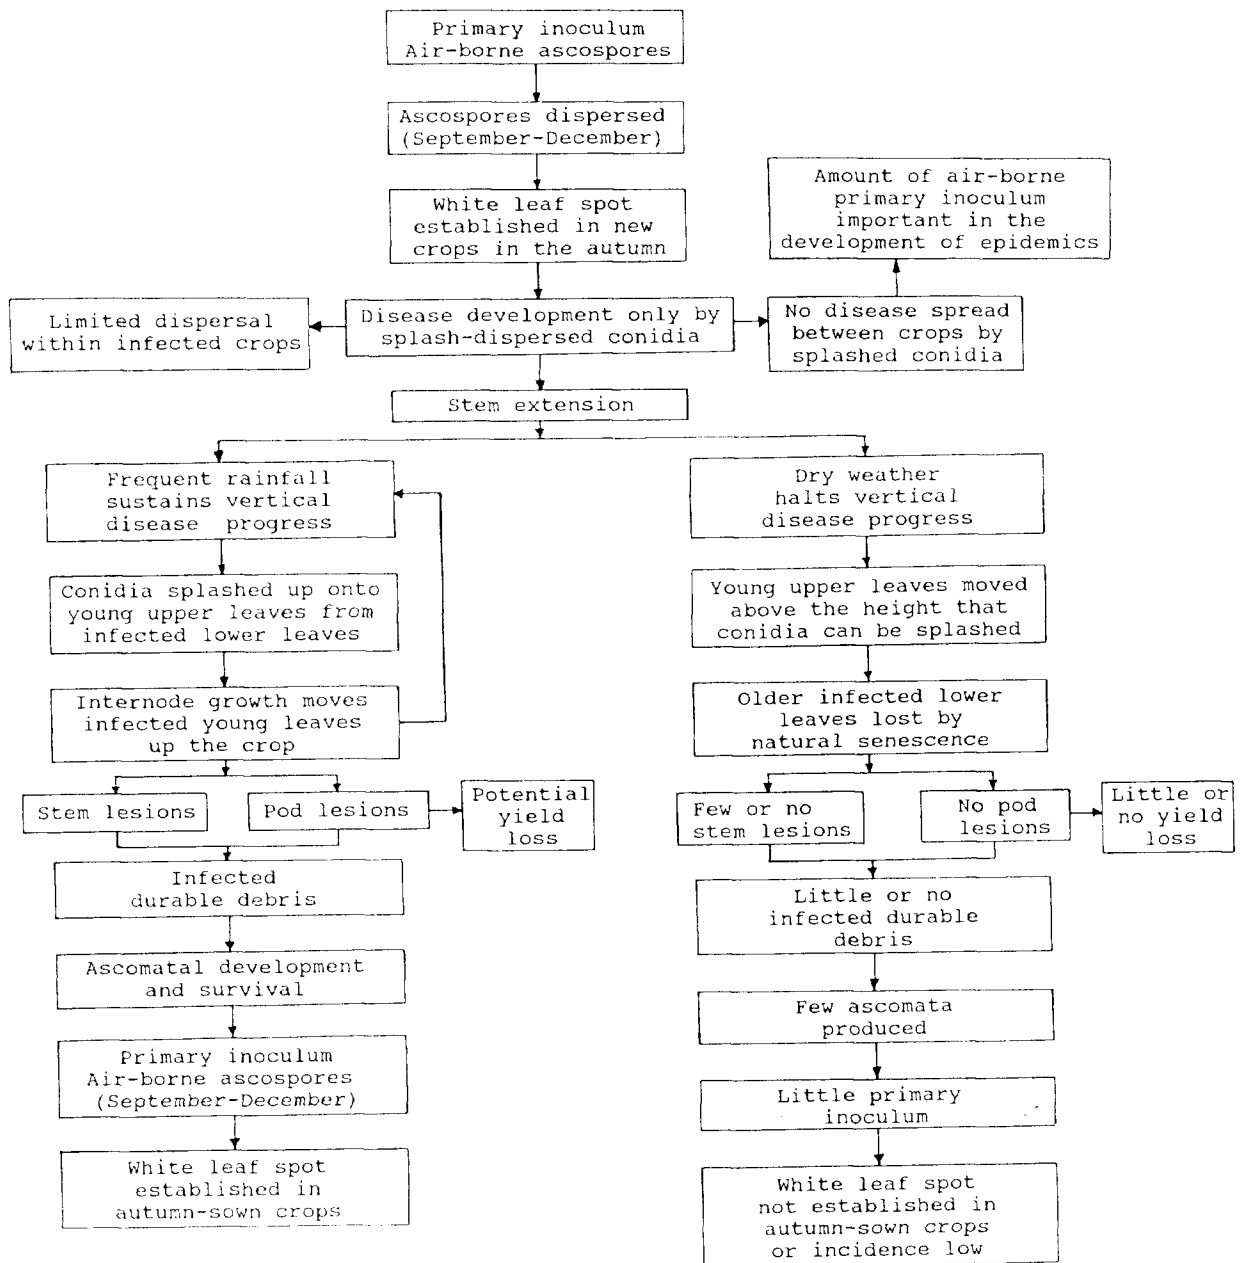 Primary inoculum
Air-borne ascospores
Ascospores dispersed
(September-December)
White leaf spot
established in new
crops in the autumn
Amount of air-borne
primary inoculum
important in the
development of epidemics
Limited dispersal
within infected crops
Disease development only by
splash-dispersed conidia
No disease spread
between crops by
splashed conidia
Stem extension
Frequent rainfall
sustains vertical
disease progress
Conidia splashed up onto
young upper leaves from
infected lower leaves
Internode growth moves
infected young leaves
up the crop
Stem lesions
Pod lesions
Potential
yield
loss
Infected
durable debris
Ascomatal development
and survival
Primary inoculum
Air-borne ascospores
(September-December)
White leaf spot
established in
autumn-sown crops
Dry weather
halts vertical
disease progress
Young upper leaves moved
above the height that
conidia can be splashed
Older infected lower
leaves lost by
natural senescence
Few or no
stem lesions
No pod
lesions
Little or
no yield
loss
Little or no
infected durable
debris
Few ascomata
produced
Little primary
inoculum
White leaf spot
not established in
autumn-sown crops
or incidence low